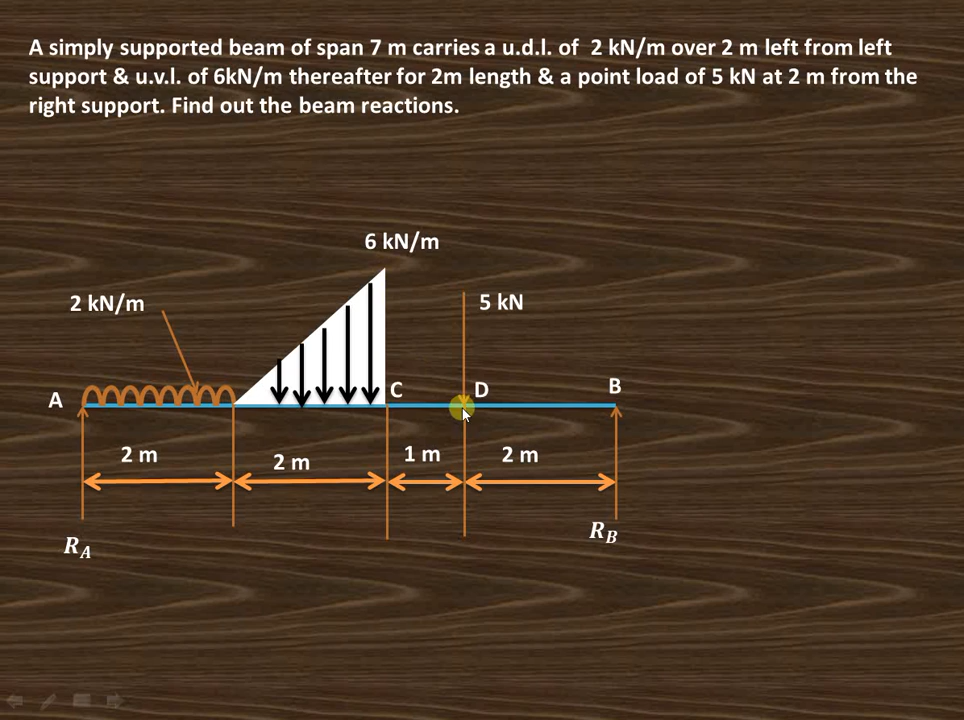 A simply supported beam of span 7 m carries a u.d.l. of 2 kN/m over 2 m left from left
support & u.v.l. of 6kN/m thereafter for 2m length & a point load of 5 kN at 2 m from the
right support. Find out the beam reactions.
6 kN/m
2 kN/m
5 kN
A
C
D
B
2 m
2 m
1 m
2 m
R_A
R_B